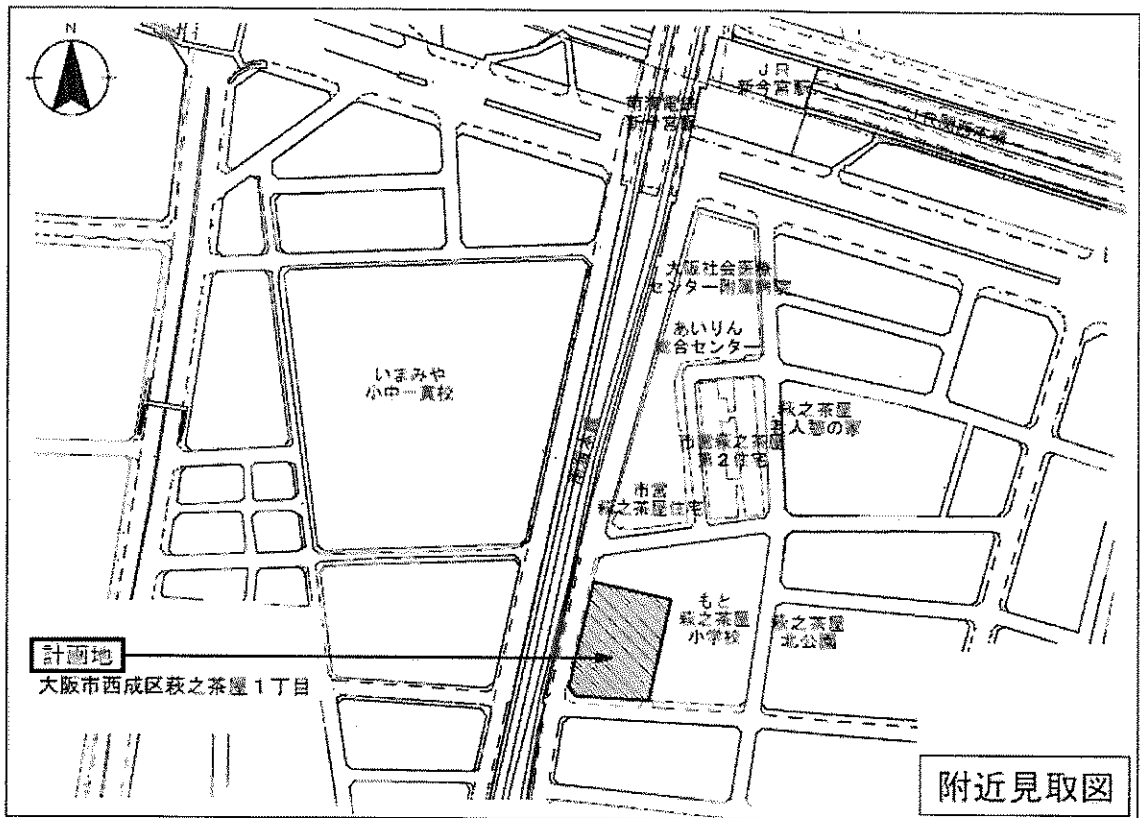 N
JR
新今宮駅
南海電鉄
新今宮駅
JR関西本線
大阪社会医療
センター附属病院
あいりん
総合センター
いまみや
小中一貫校
萩之茶屋
老人憩の家
市営萩之茶屋
第2住宅
南海本線
市営
萩之茶屋住宅
もと
萩之茶屋
小学校
萩之茶屋
北公園
計画地
大阪市西成区萩之茶屋1丁目
附近見取図